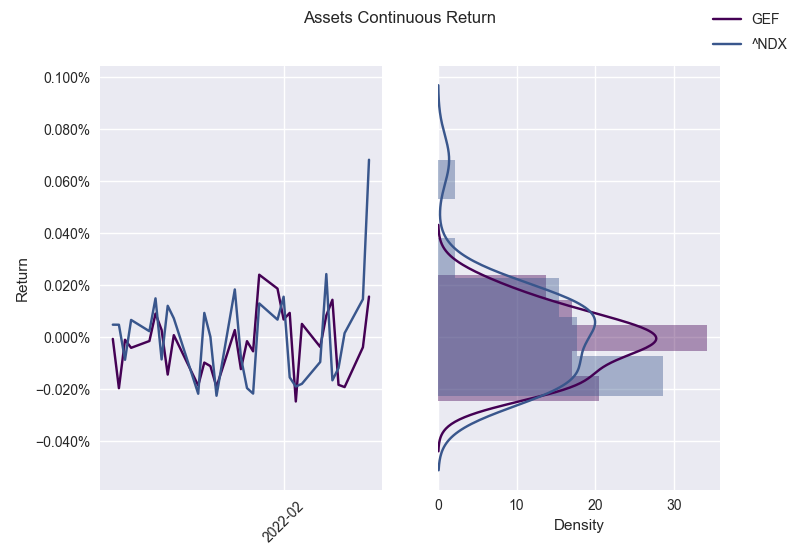 Assets Continuous Return
GEF
^NDX
0.100%
0.080%
0.060%
0.040%
0.020%
0.000%
−0.020%
−0.040%
Return
2022-02
0 10 20 30
Density